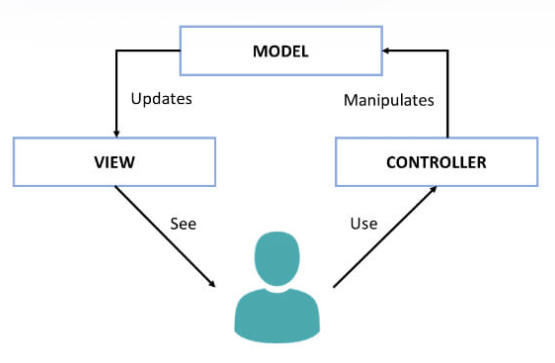 MODEL
Updates
Manipulates
VIEW
CONTROLLER
See
Use